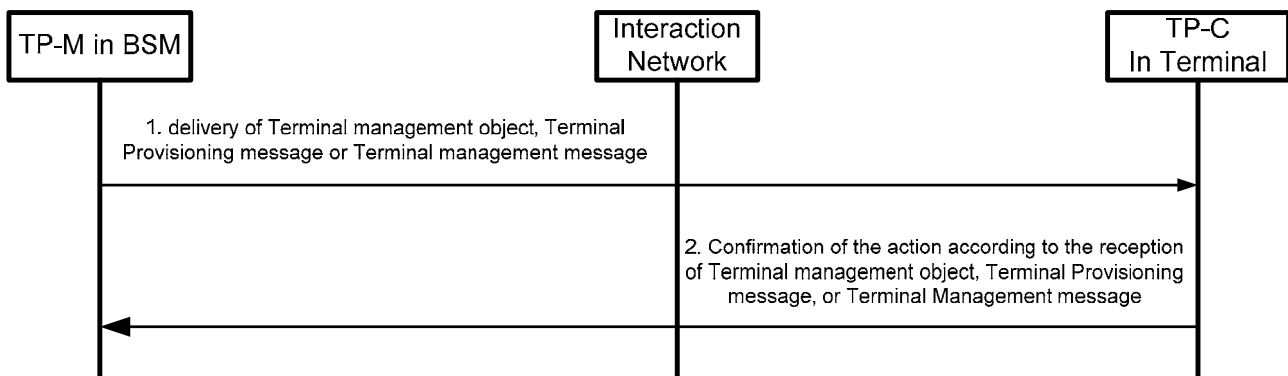 TP-M in BSM
Interaction
Network
TP-C
In Terminal
1. delivery of Terminal management object, Terminal
Provisioning message or Terminal management message
2. Confirmation of the action according to the reception
of Terminal management object, Terminal Provisioning
message, or Terminal Management message